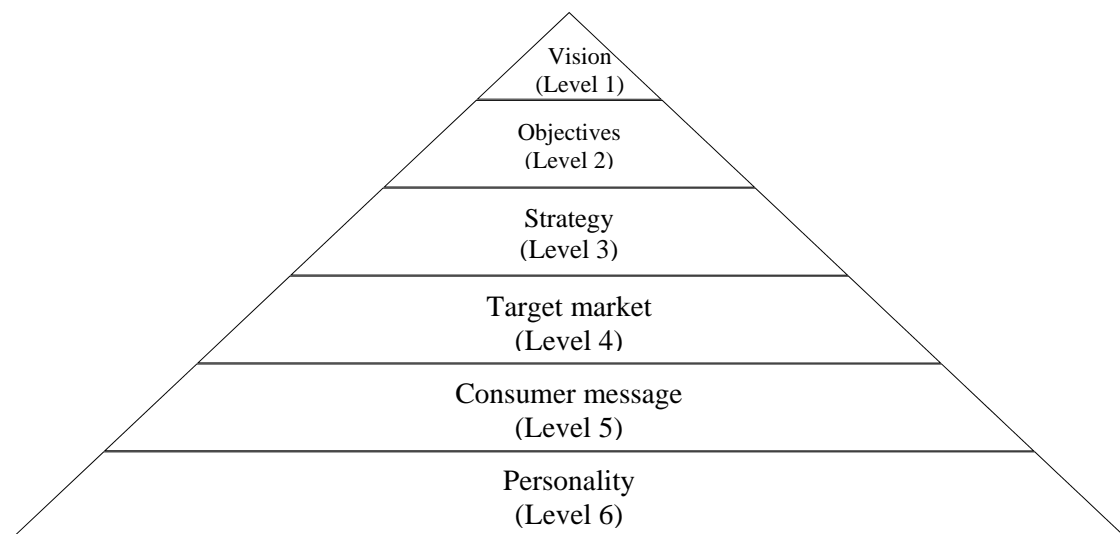 Vision
(Level 1)
Objectives
(Level 2)
Strategy
(Level 3)
Target market
(Level 4)
Consumer message
(Level 5)
Personality
(Level 6)